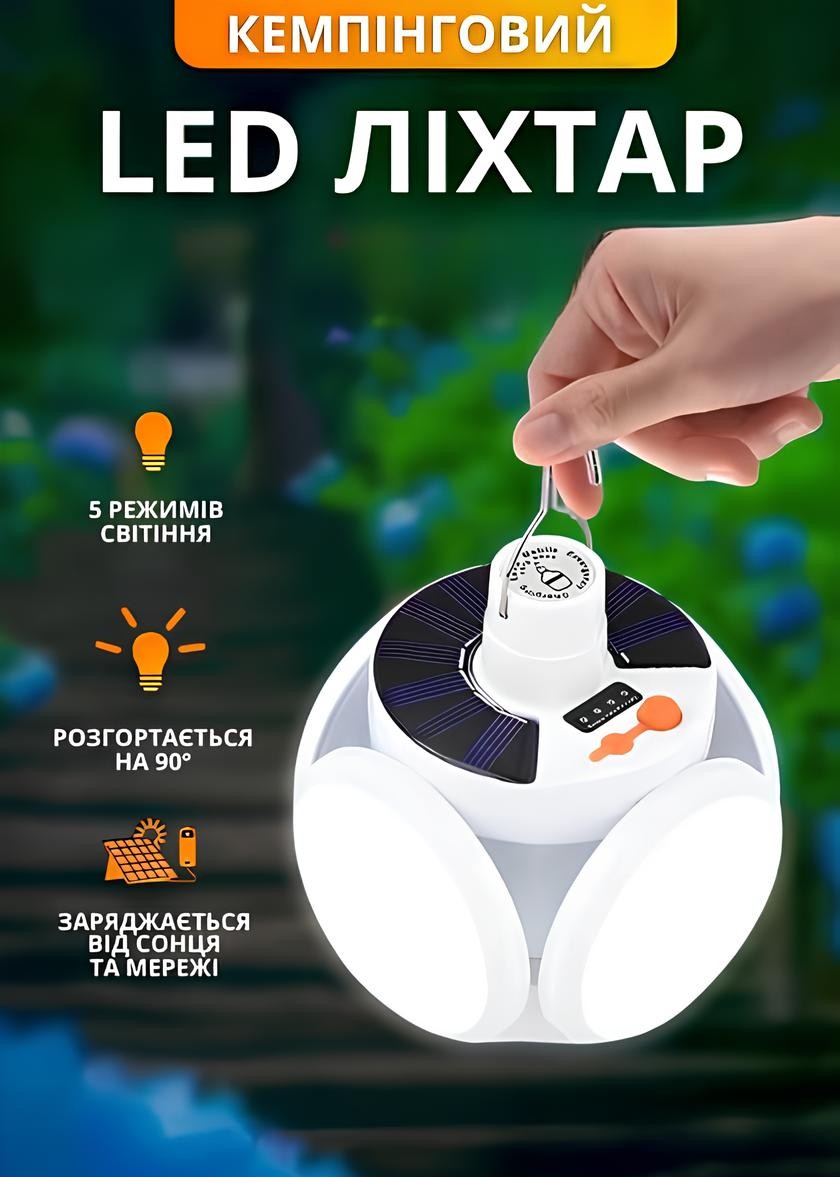 КЕМПІНГОВИЙ
LED ЛІХТАР
5 РЕЖИМІВ
СВІТІННЯ
РОЗГОРТАЄТЬСЯ
НА 90°
ЗАРЯДЖАЄТЬСЯ
ВІД СОНЦЯ
ТА МЕРЕЖІ